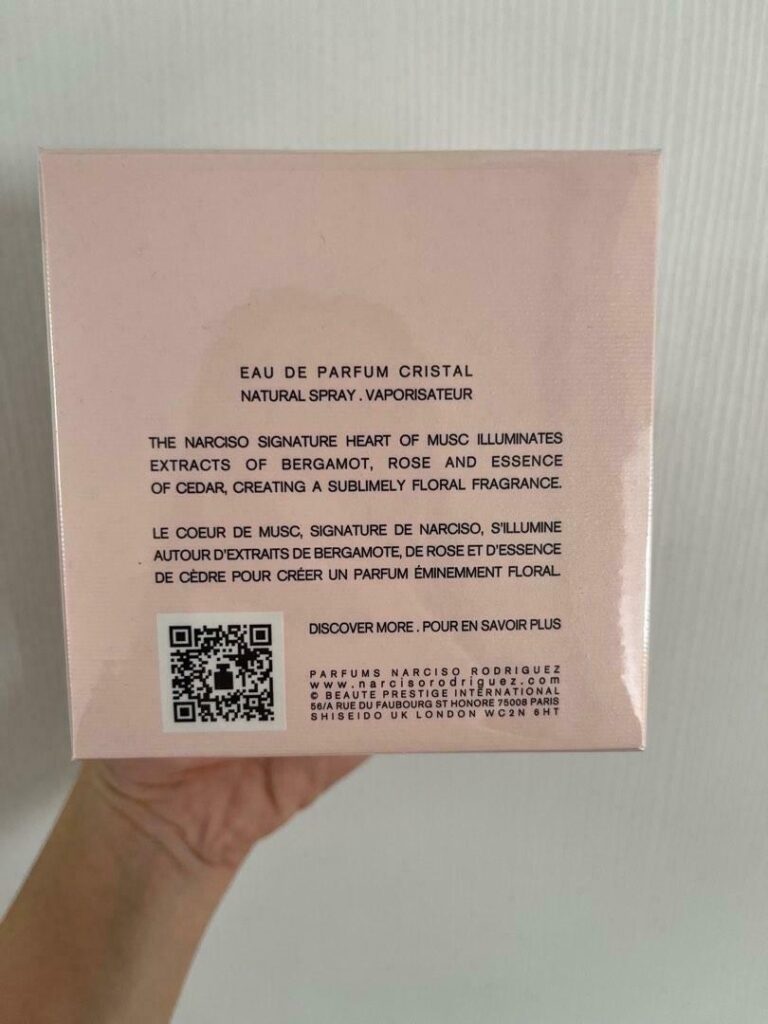 EAU DE PARFUM CRISTAL
NATURAL SPRAY . VAPORISATEUR
THE NARCISO SIGNATURE HEART OF MUSC ILLUMINATES
EXTRACTS OF BERGAMOT, ROSE AND ESSENCE
OF CEDAR, CREATING A SUBLIMELY FLORAL FRAGRANCE.
LE COEUR DE MUSC, SIGNATURE DE NARCISO, S'ILLUMINE
AUTOUR D'EXTRAITS DE BERGAMOTE, DE ROSE ET D'ESSENCE
DE CÈDRE POUR CRÉER UN PARFUM ÉMINEMMENT FLORAL.
DISCOVER MORE . POUR EN SAVOIR PLUS
PARFUMS NARCISO RODRIGUEZ
www.narcisorodriguez.com
© BEAUTE PRESTIGE INTERNATIONAL
56/A RUE DU FAUBOURG ST HONORE 75008 PARIS
SHISEIDO UK LONDON WC2N 6HT